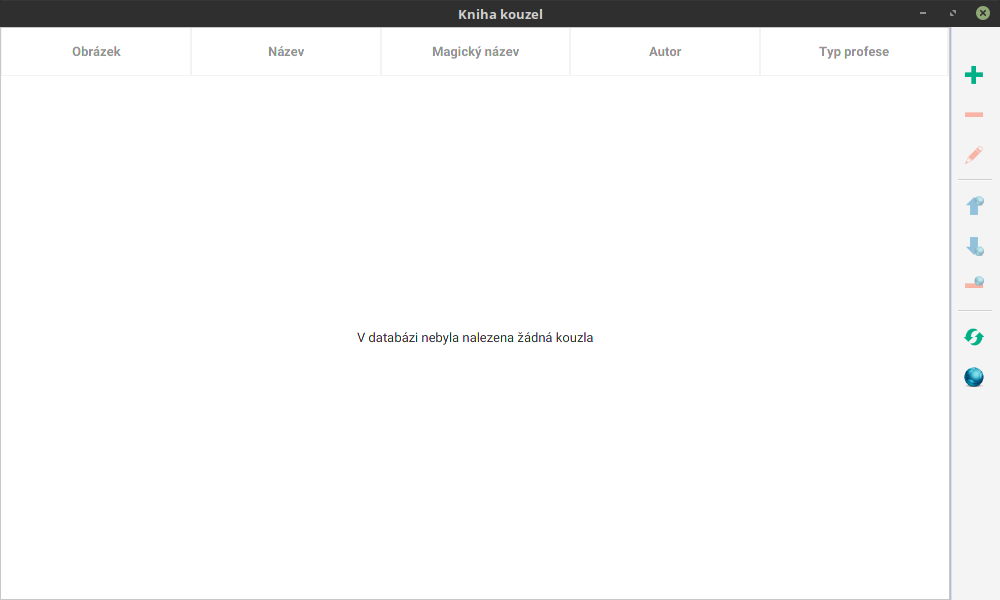 Kniha kouzel
Obrázek Název Magický název Autor Typ profese
V databázi nebyla nalezena žádná kouzla